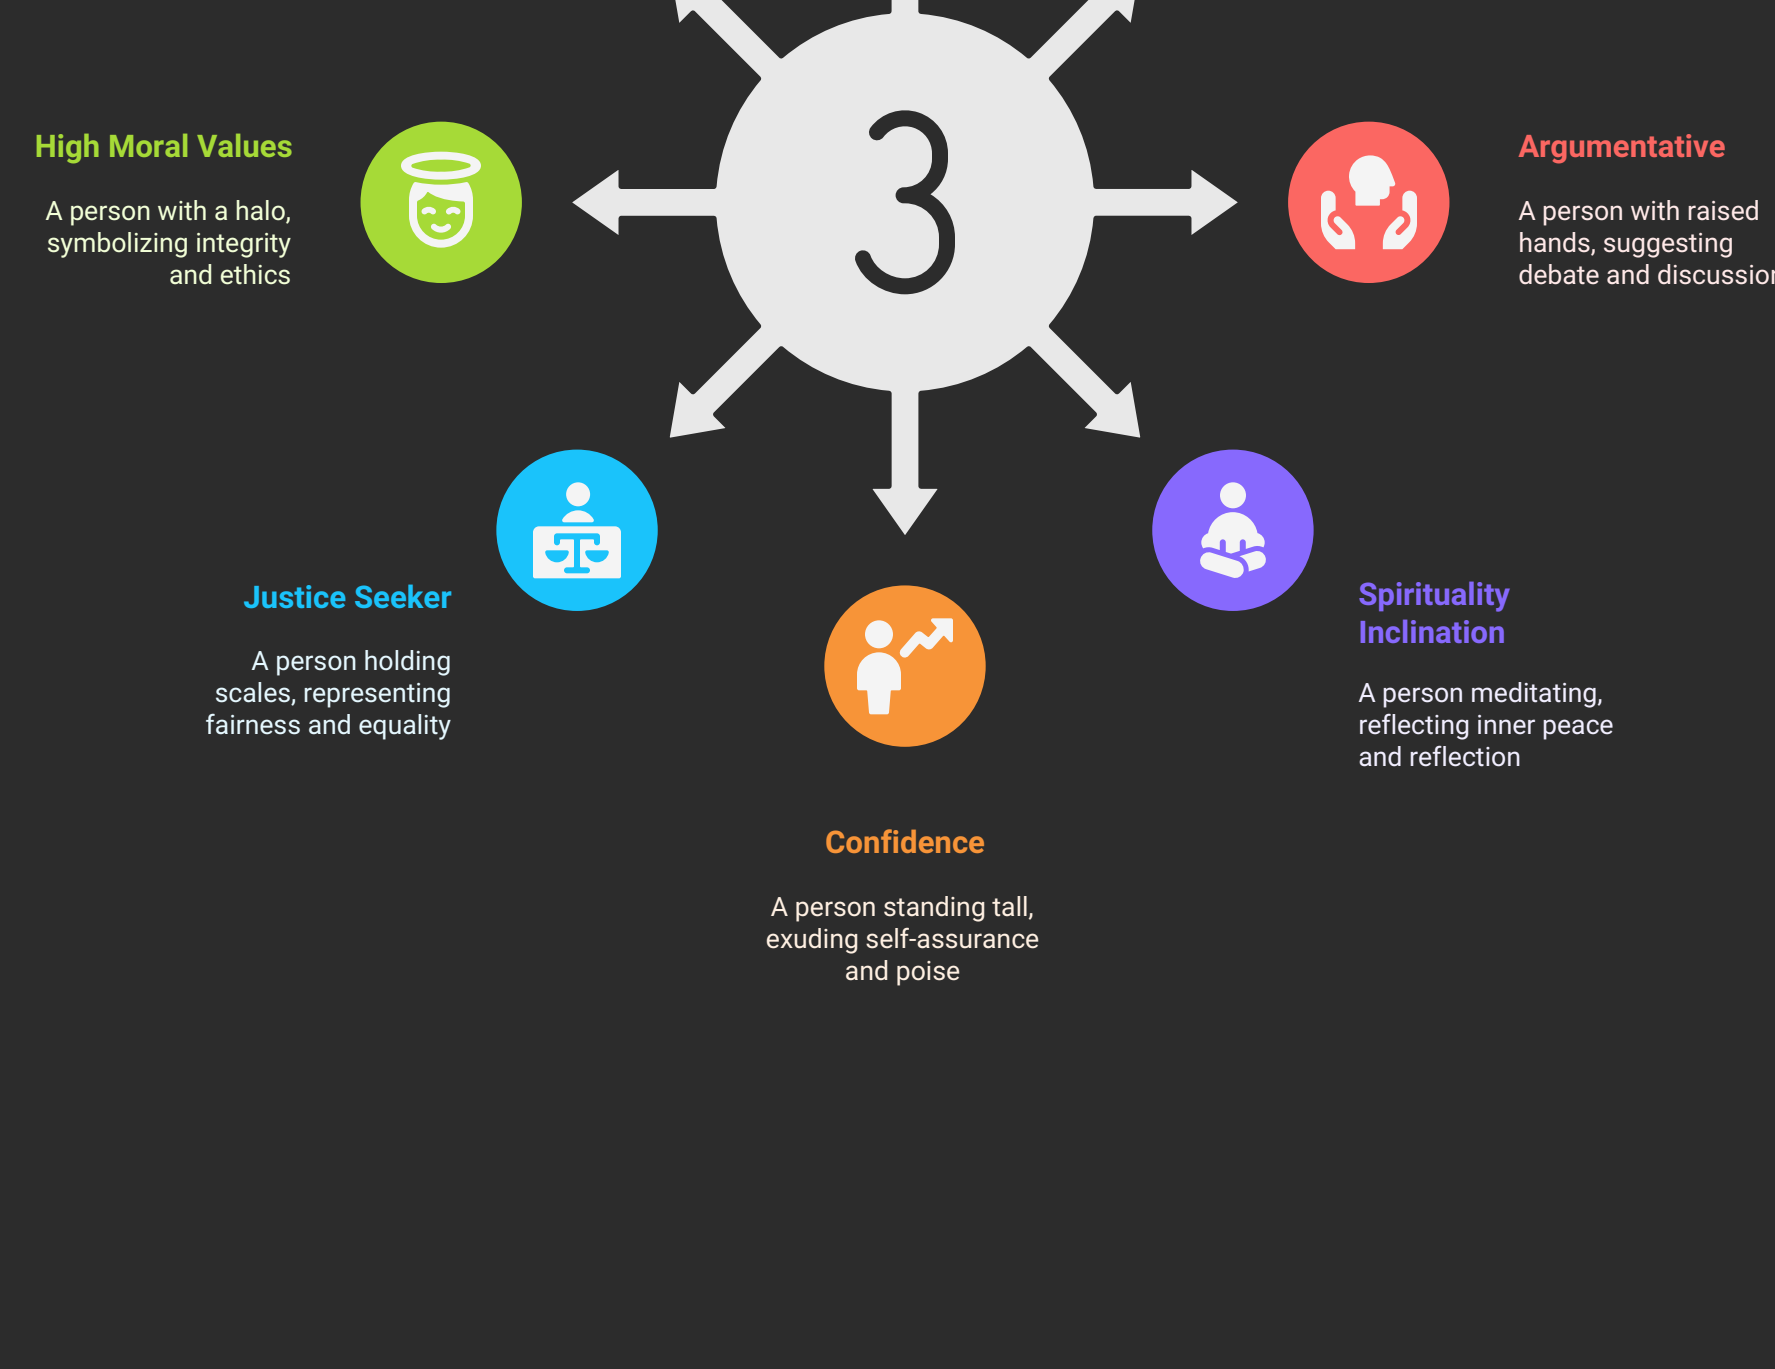 3
High Moral Values
A person with a halo,
symbolizing integrity
and ethics
Argumentative
A person with raised
hands, suggesting
debate and
Justice Seeker
A person holding
scales, representing
fairness and equality
Spirituality
Inclination
A person meditating,
reflecting inner peace
and reflection
Confidence
A person standing tall,
exuding self-assurance
and poise